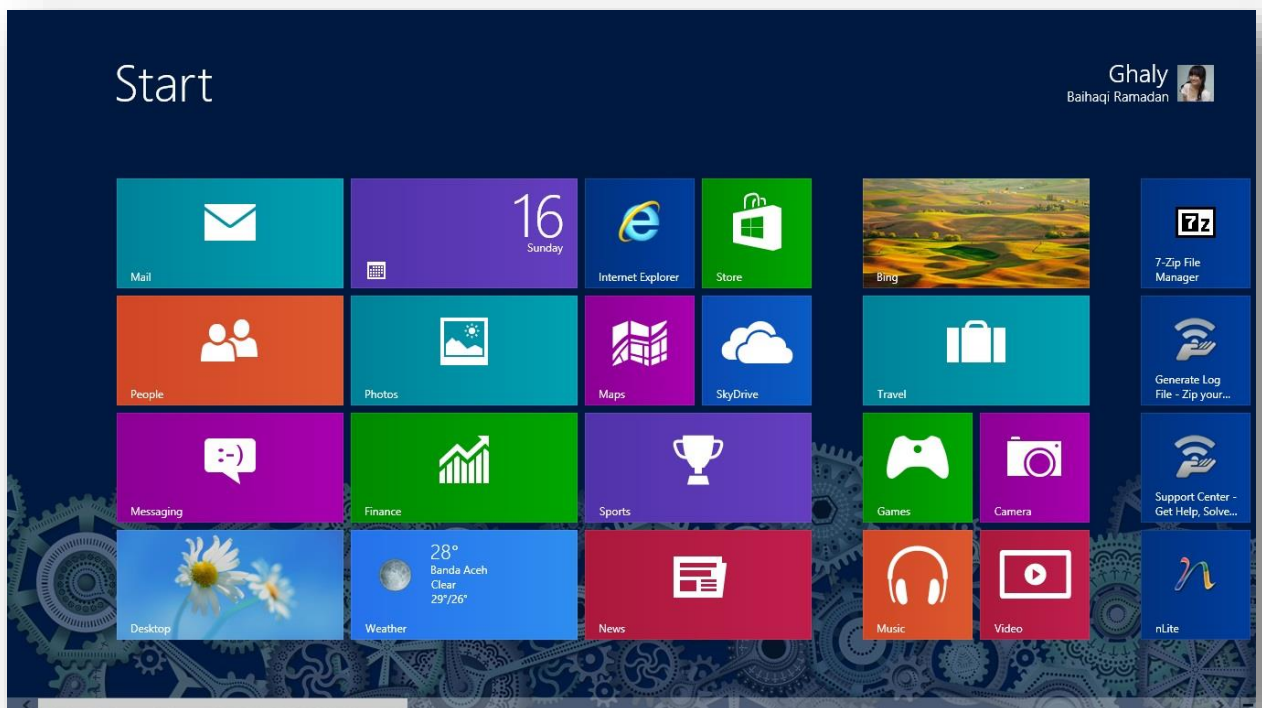 Start
Ghaly
Baihaqi Ramadan
Mail
16
Sunday
Internet Explorer
Store
Bing
7z
7-Zip File
Manager
People
Photos
Maps
SkyDrive
Travel
Generate Log
File - Zip your...
:-)
Messaging
Finance
Sports
Games
Camera
Support Center -
Get Help, Solve...
Desktop
28°
Banda Aceh
Clear
29°/26°
Weather
News
Music
Video
nLite